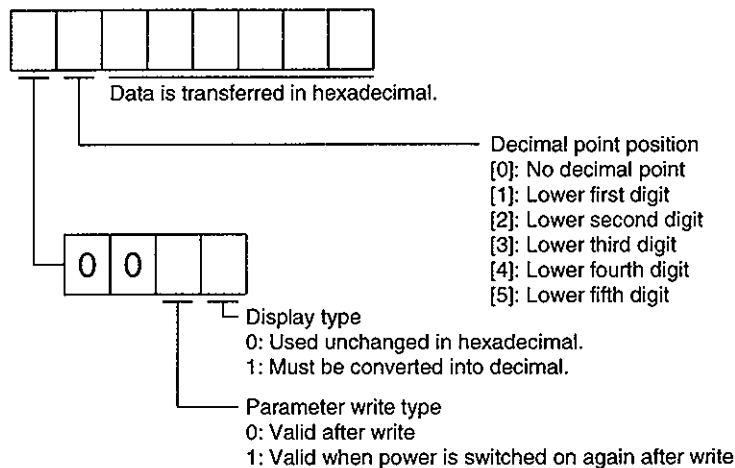 Data is transferred in hexadecimal.
Decimal point position
[0]: No decimal point
[1]: Lower first digit
[2]: Lower second digit
[3]: Lower third digit
[4]: Lower fourth digit
[5]: Lower fifth digit
0 0
Display type
0: Used unchanged in hexadecimal.
1: Must be converted into decimal.
Parameter write type
0: Valid after write
1: Valid when power is switched on again after write